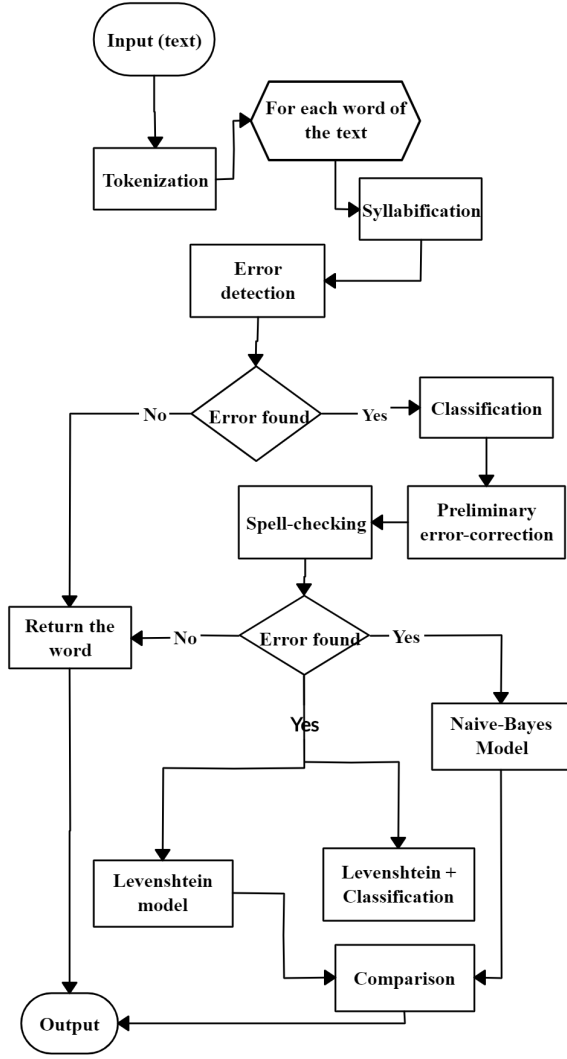 Input (text)
For each word of
the text
Tokenization
Syllabification
Error
detection
No
Error found
Yes
Classification
Spell-checking
Preliminary
error-correction
Return the
word
No
Error found
Yes
Yes
Naive-Bayes
Model
Levenshtein
model
Levenshtein +
Classification
Comparison
Output